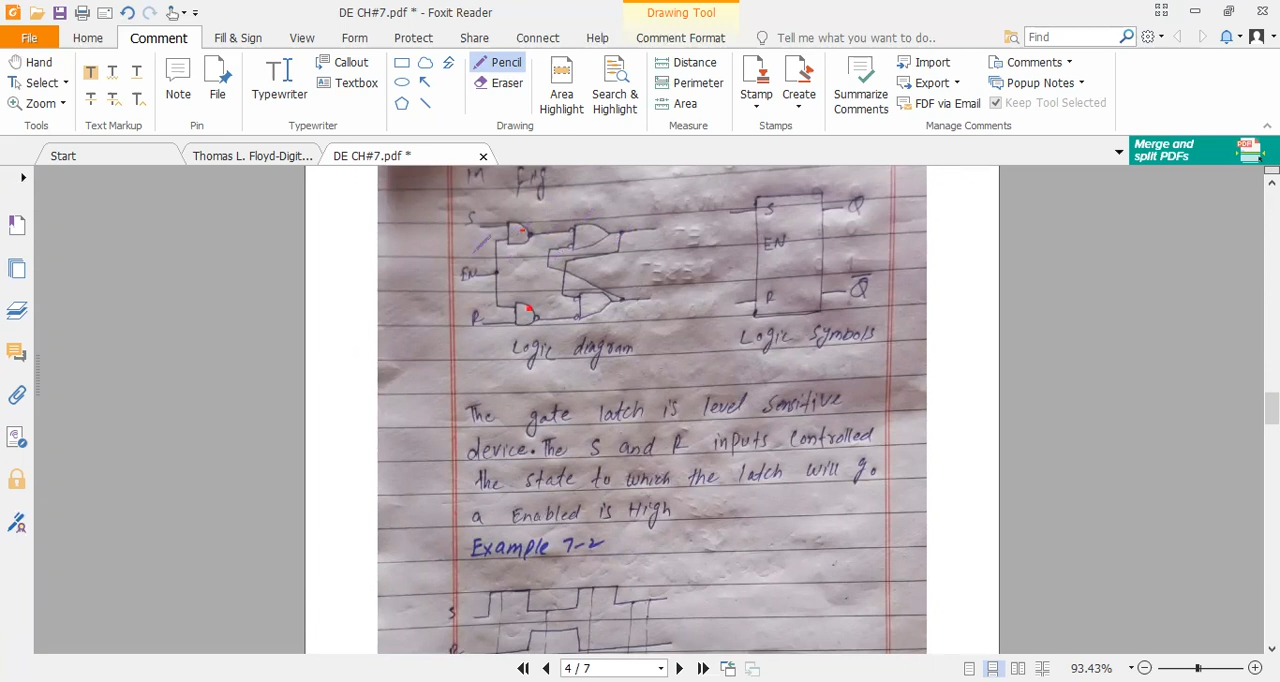 DE CH#7.pdf * - Foxit Reader
Drawing Tool
File
Home
Comment
Fill & Sign
View
Form
Protect
Share
Connect
Help
Comment Format
Tell me what you want to do..
Find
Hand
Select
Zoom
Tools
Text Markup
Note
File
Pin
Typewriter
Callout
Textbox
Typewriter
Pencil
Eraser
Drawing
Area Highlight
Search & Highlight
Distance
Perimeter
Area
Measure
Stamp
Create
Stamps
Summarize Comments
Import
Export
FDF via Email
Comments
Popup Notes
Keep Tool Selected
Manage Comments
Start
Thomas L. Floyd-Digit...
DE CH#7.pdf *
Merge and split PDFs
in fig
S
EN
R
Logic diagram
S Q
EN
R Q̅
Logic Symbols
The gate latch is level sensitive
device. The S and R inputs Controlled
the state to which the latch will go
a Enabled is High
Example 7-2
S
R
4 / 7
93.43%